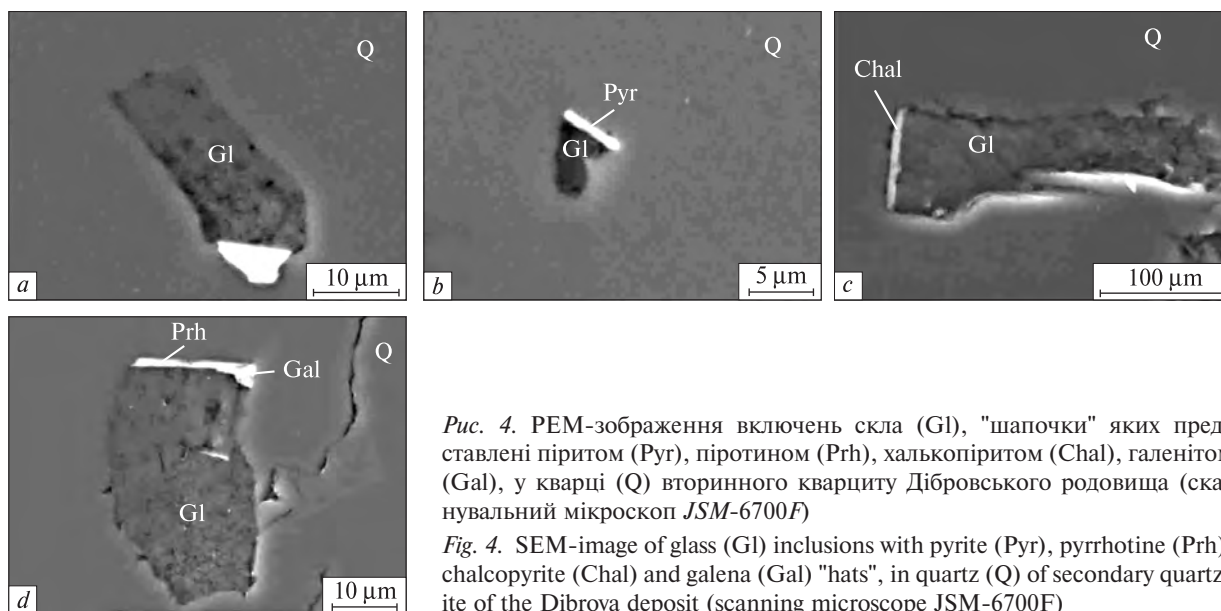 Q
Gl
a
10 μm
Q
Pyr
Gl
b
5 μm
Q
Chal
Gl
c
100 μm
Prh
Q
Gal
Gl
d
10 μm
Рис. 4. РЕМ-зображення включень скла (Gl), "шапочки" яких пред-
ставлені піритом (Pyr), піротином (Prh), халькопіритом (Chal), галенітом
(Gal), у кварці (Q) вторинного кварциту Дібровського родовища (ска-
нувальний мікроскоп JSM-6700F)
Fig. 4. SEM-image of glass (Gl) inclusions with pyrite (Pyr), pyrrhotine (Prh)
chalcopyrite (Chal) and galena (Gal) "hats", in quartz (Q) of secondary quartz-
ite of the Dibrova deposit (scanning microscope JSM-6700F)